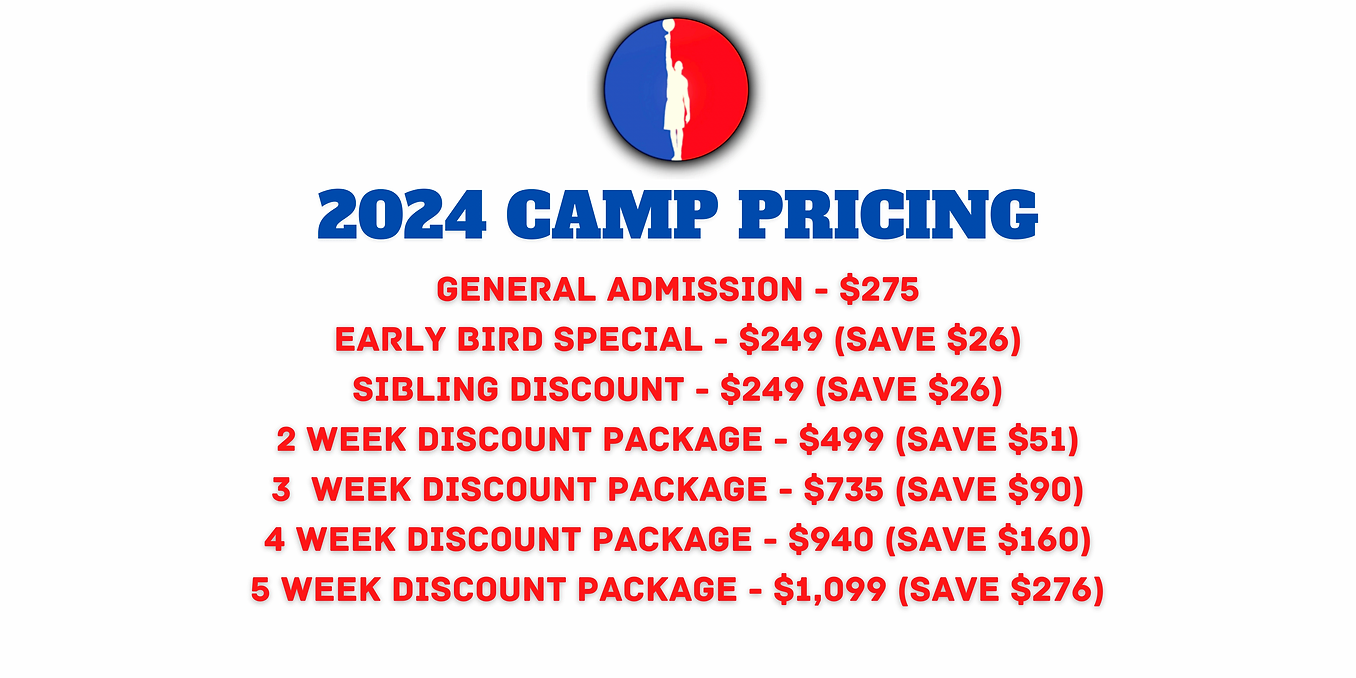 2024 CAMP PRICING
GENERAL ADMISSION - $275
EARLY BIRD SPECIAL - $249 (SAVE $26)
SIBLING DISCOUNT - $249 (SAVE $26)
2 WEEK DISCOUNT PACKAGE - $499 (SAVE $51)
3 WEEK DISCOUNT PACKAGE - $735 (SAVE $90)
4 WEEK DISCOUNT PACKAGE - $940 (SAVE $160)
5 WEEK DISCOUNT PACKAGE - $1,099 (SAVE $276)